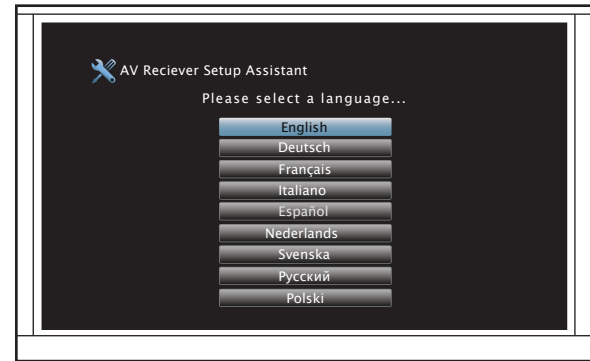 AV Reciever Setup Assistant
Please select a language...
English
Deutsch
Français
Italiano
Español
Nederlands
Svenska
Русский
Polski